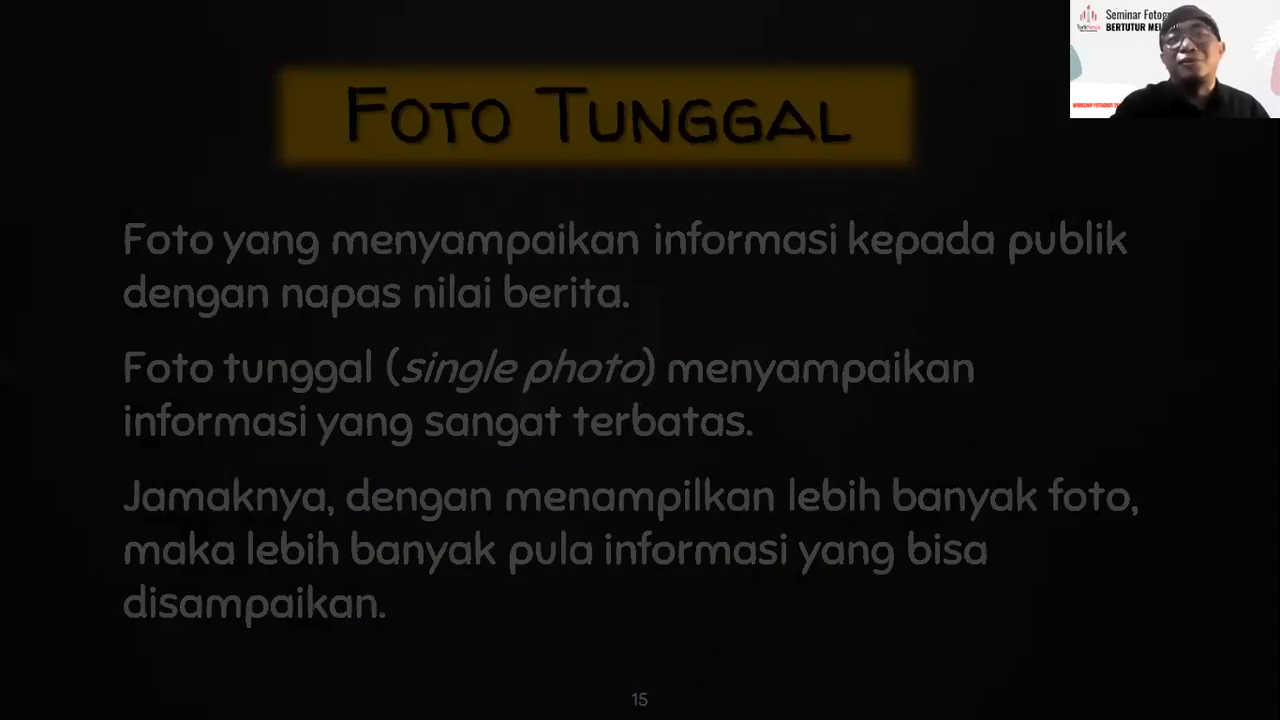 Foto Tunggal
Foto yang menyampaikan informasi kepada publik
dengan napas nilai berita.
Foto tunggal (single photo) menyampaikan
informasi yang sangat terbatas.
Jamaknya, dengan menampilkan lebih banyak foto,
maka lebih banyak pula informasi yang bisa
disampaikan.
15
Seminar
BERTUTUR
WORKSHOP FOTOGRAFI